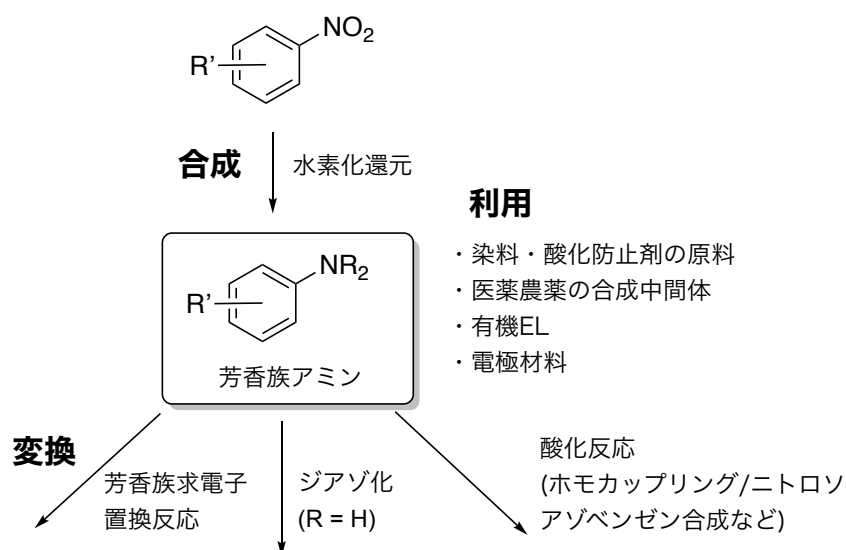 NO2
R’
合成
水素化還元
利用
・染料・酸化防止剤の原料
・医薬農薬の合成中間体
・有機EL
・電極材料
NR2
R’
芳香族アミン
変換
芳香族求電子
置換反応
ジアゾ化
(R = H)
酸化反応
(ホモカップリング/ニトロソ
アゾベンゼン合成など)